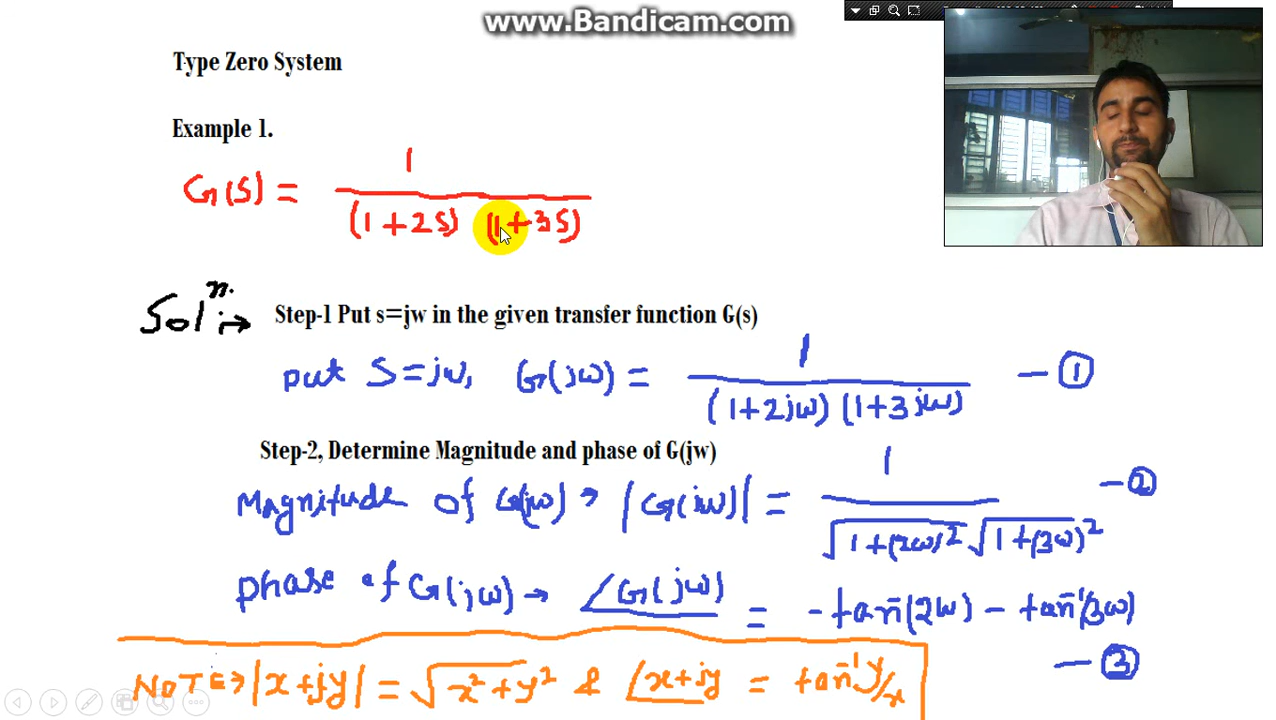 www.Bandicam.com
Type Zero System
Example 1.
G(S) = 1 / (1+2S) (1+3S)
Solⁿ. :→ Step-1 Put s=jw in the given transfer function G(s)
put S=jω, G(jω) = 1 / (1+2jω) (1+3jω) — ①
Step-2, Determine Magnitude and phase of G(jw)
Magnitude of G(jω) → |G(jω)| = 1 / √1+(2ω)² √1+(3ω)² — ②
phase of G(jω) → ∠G(jω) = - tan⁻(2ω) - tan⁻¹(3ω) — ③
NOTE → |x+jy| = √x²+y² & ∠x+jy = tan⁻¹ y/x